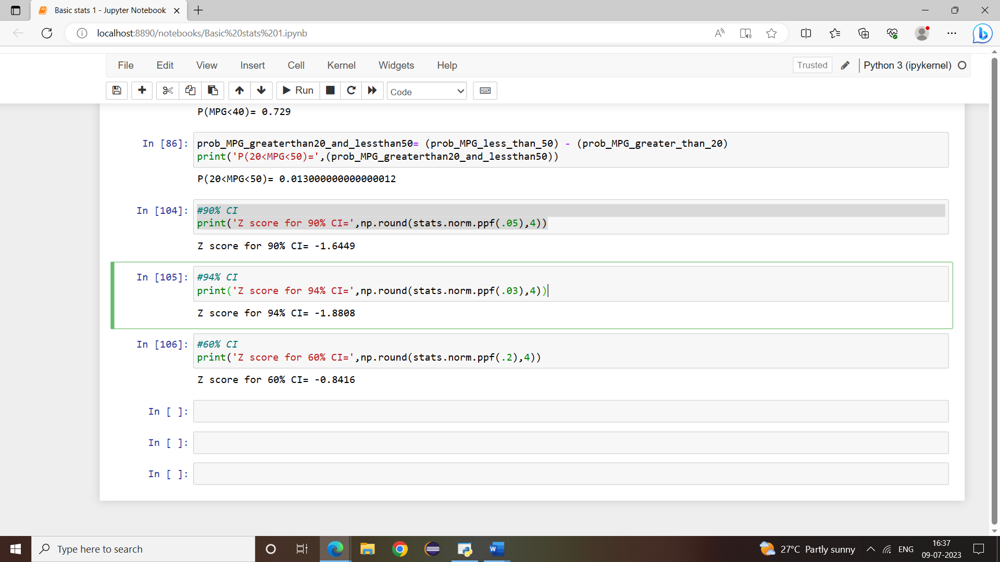 Basic stats 1 - Jupyter Notebook
localhost:8890/notebooks/Basic%20stats%201.ipynb
File Edit View Insert Cell Kernel Widgets Help Trusted Python 3 (ipykernel)
Run Code
P(MPG<40)= 0.729
In [86]: prob_MPG_greaterthan20_and_lessthan50= (prob_MPG_less_than_50) - (prob_MPG_greater_than_20)
print('P(20<MPG<50)=',(prob_MPG_greaterthan20_and_lessthan50))
P(20<MPG<50)= 0.013000000000000012
In [104]: #90% CI
print('Z score for 90% CI=',np.round(stats.norm.ppf(.05),4))
Z score for 90% CI= -1.6449
In [105]: #94% CI
print('Z score for 94% CI=',np.round(stats.norm.ppf(.03),4))
Z score for 94% CI= -1.8808
In [106]: #60% CI
print('Z score for 60% CI=',np.round(stats.norm.ppf(.2),4))
Z score for 60% CI= -0.8416
In [ ]:
In [ ]:
In [ ]:
Type here to search
27°C Partly sunny
ENG
16:37
09-07-2023